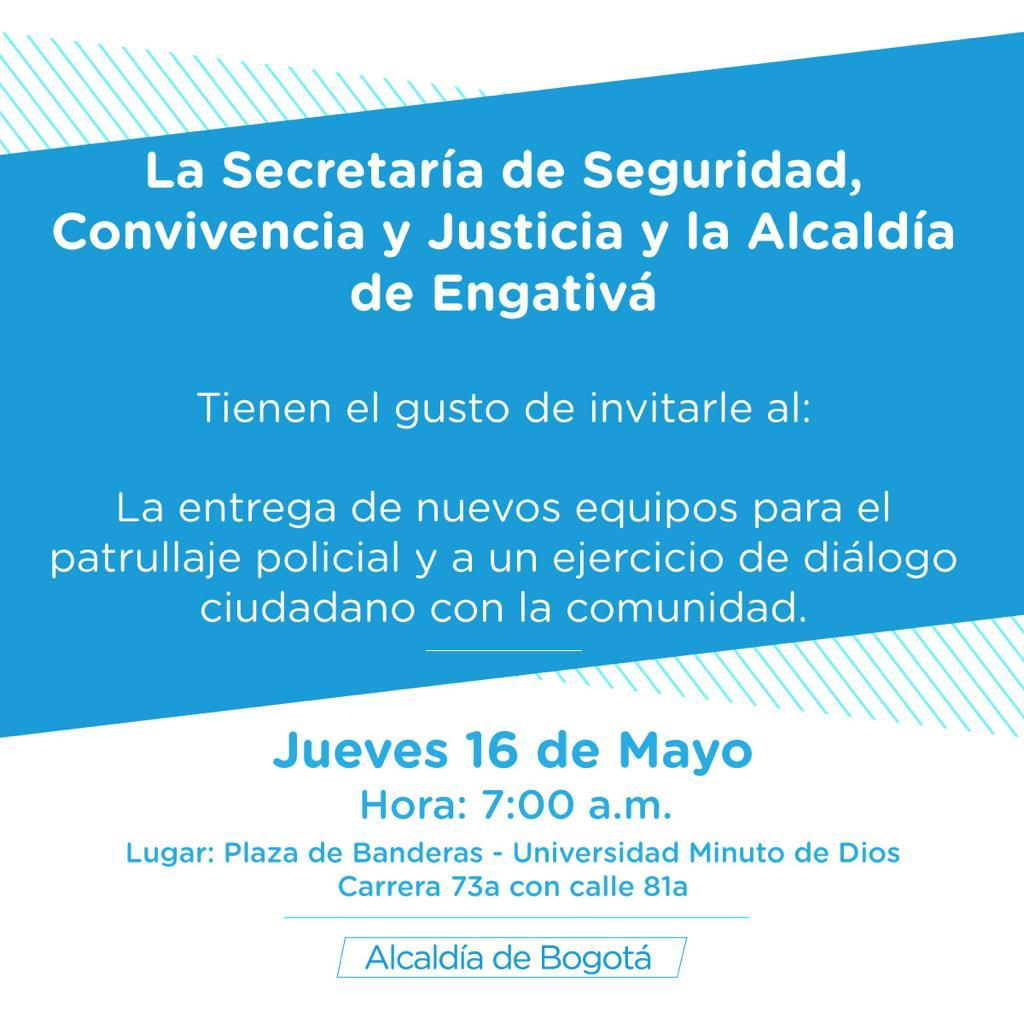 La Secretaría de Seguridad,
Convivencia y Justicia y la Alcaldía
de Engativá
Tienen el gusto de invitarle al:
La entrega de nuevos equipos para el
patrullaje policial y a un ejercicio de diálogo
ciudadano con la comunidad.
Jueves 16 de Mayo
Hora: 7:00 a.m.
Lugar: Plaza de Banderas - Universidad Minuto de Dios
Carrera 73a con calle 81a
Alcaldía de Bogotá